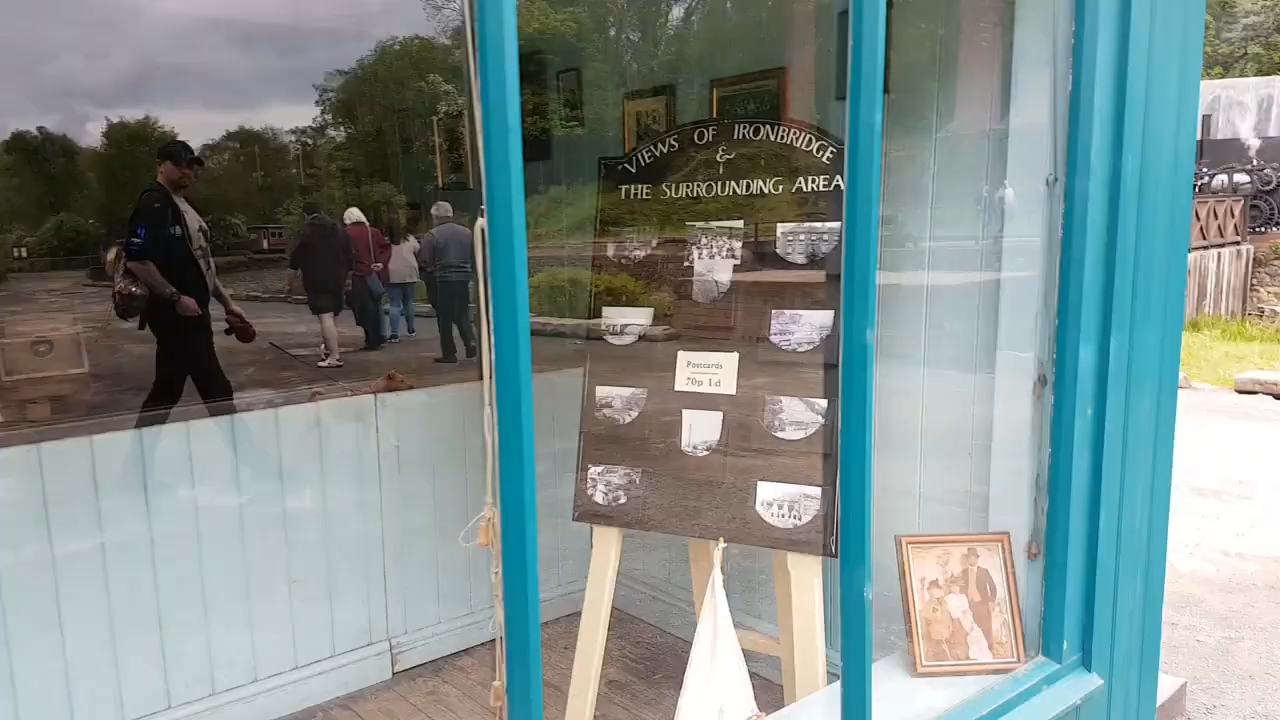 VIEWS OF IRONBRIDGE
&
THE SURROUNDING AREA
Postcards
70p 1d